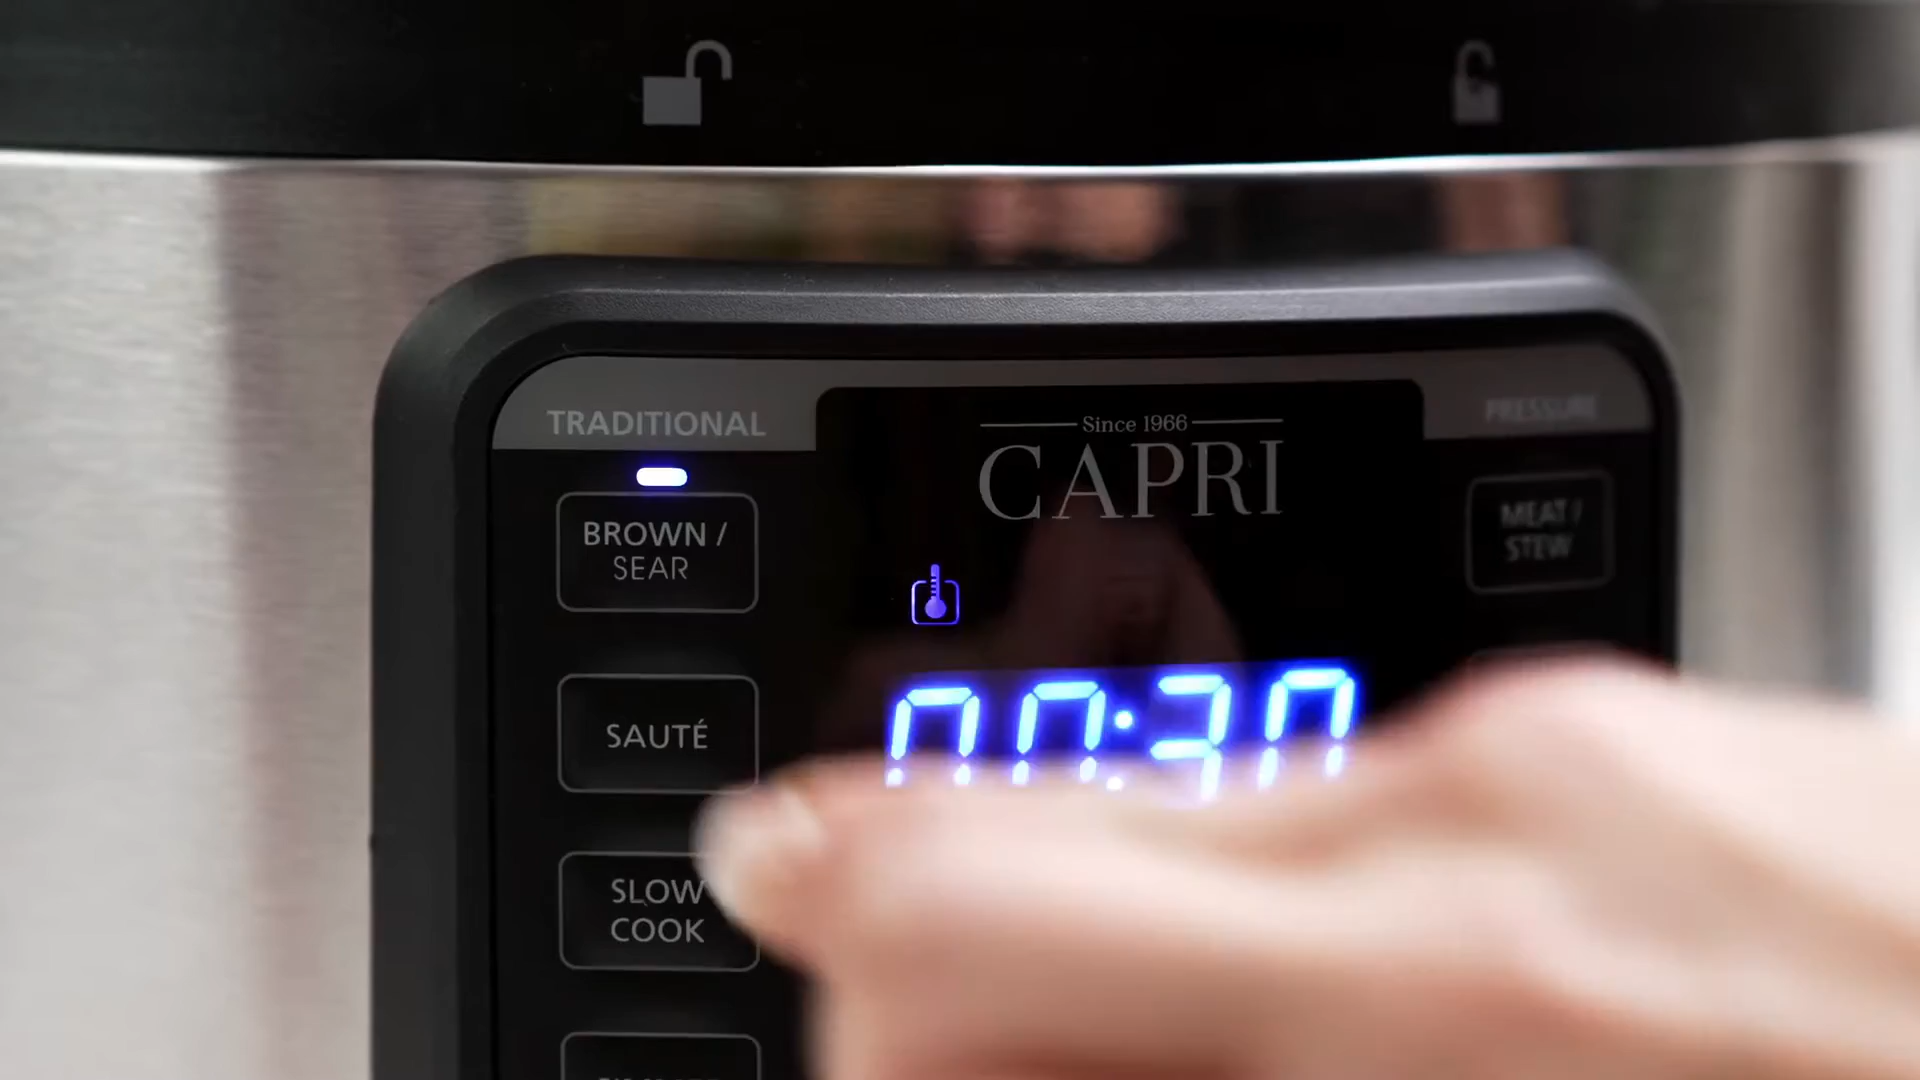 TRADITIONAL
Since 1966
CAPRI
PRESSURE
BROWN /
SEAR
MEAT /
STEW
00:30
SAUTÉ
SLOW
COOK